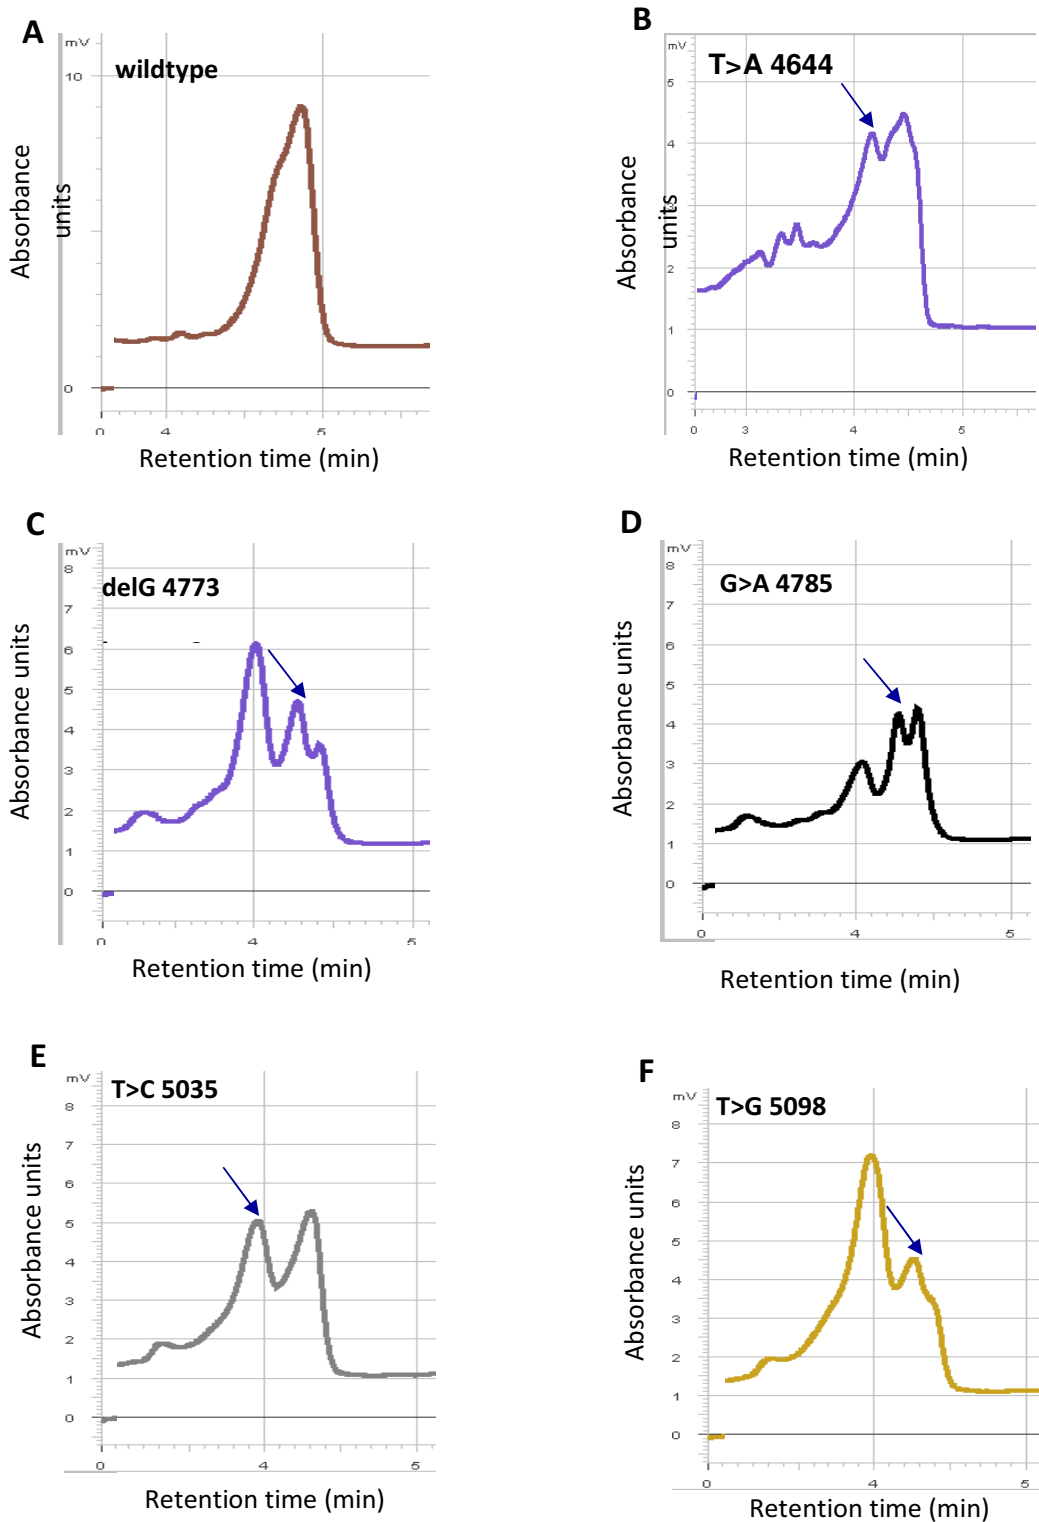 A
mV
wildtype
10
0
0
4
5
Absorbance
units
Retention time (min)
B
mV
T>A 4644
5
4
3
2
1
0
0
3
4
5
Absorbance
units
Retention time (min)
C
mV
delG 4773
8
7
6
5
4
3
2
1
0
0
4
5
Absorbance units
Retention time (min)
D
mV
G>A 4785
8
7
6
5
4
3
2
1
0
0
4
5
Absorbance units
Retention time (min)
E
mV
T>C 5035
8
7
6
5
4
3
2
1
0
0
4
5
Absorbance units
Retention time (min)
F
mV
T>G 5098
8
7
6
5
4
3
2
1
0
0
4
5
Absorbance units
Retention time (min)